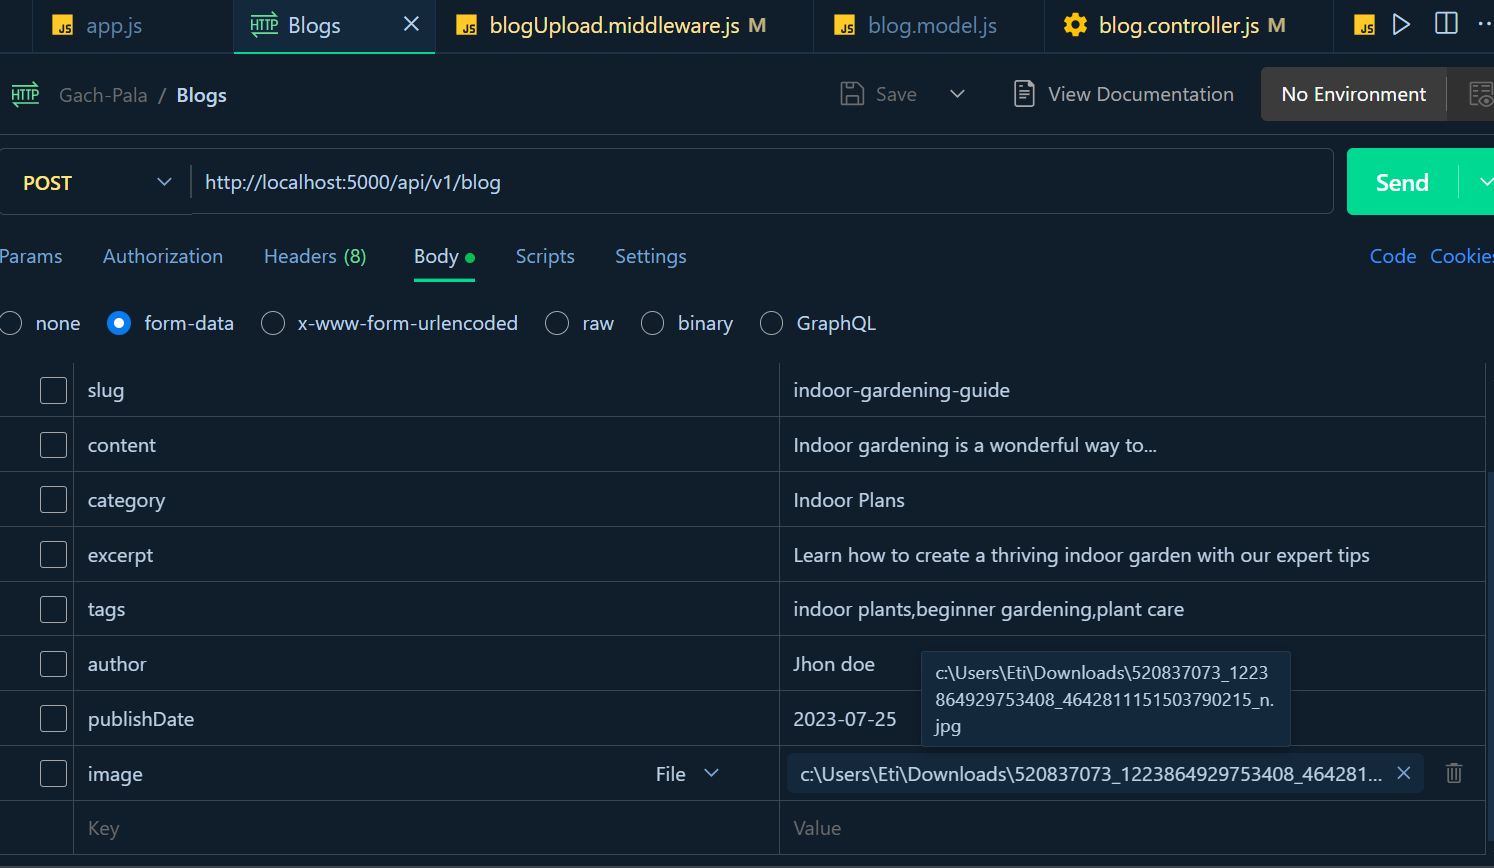 JS app.js HTTP Blogs JS blogUpload.middleware.js M JS blog.model.js blog.controller.js M JS
HTTP Gach-Pala / Blogs Save View Documentation No Environment
POST http://localhost:5000/api/v1/blog Send
Params Authorization Headers (8) Body Scripts Settings Code Cookies
none form-data x-www-form-urlencoded raw binary GraphQL
slug indoor-gardening-guide
content Indoor gardening is a wonderful way to...
category Indoor Plans
excerpt Learn how to create a thriving indoor garden with our expert tips
tags indoor plants,beginner gardening,plant care
author Jhon doe
c:\Users\Eti\Downloads\520837073_1223
864929753408_4642811151503790215_n.
jpg
publishDate 2023-07-25
image File c:\Users\Eti\Downloads\520837073_1223864929753408_464281...
Key Value